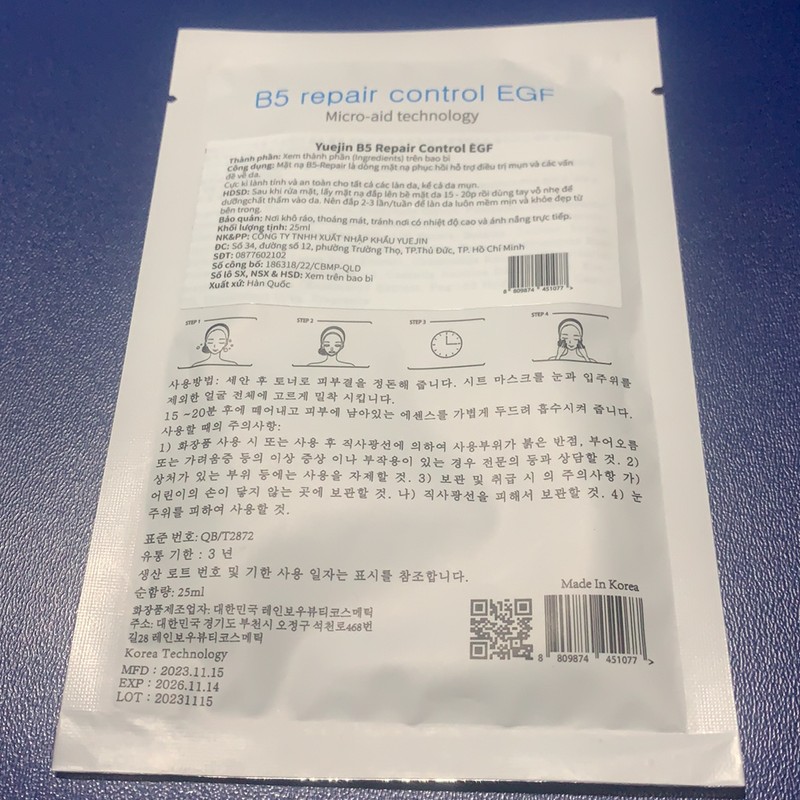 B5 repair control EGF
Micro-aid technology
Yuejin B5 Repair Control EGF
Thành phần: Xem thành phần (Ingredients) trên bao bì
Công dụng: Mặt nạ B5-Repair là dòng mặt nạ phục hồi hỗ trợ điều trị mụn và các vấn
đề về da.
Cực kì lành tính và an toàn cho tất cả các làn da, kể cả da mụn.
HDSD: Sau khi rửa mặt, lấy mặt nạ đắp lên bề mặt da 15 - 20p rồi dùng tay vỗ nhẹ để
dưỡngchất thấm vào da. Nên đắp 2-3 lần/tuần để làn da luôn mềm mịn và khỏe đẹp từ
bên trong.
Bảo quản: Nơi khô ráo, thoáng mát, tránh nơi có nhiệt độ cao và ánh nắng trực tiếp.
Khối lượng tịnh: 25ml
NK&PP: CÔNG TY TNHH XUẤT NHẬP KHẨU YUEJIN
ĐC: Số 34, đường số 12, phường Trường Thọ, TP.Thủ Đức, TP. Hồ Chí Minh
SĐT: 0877602102
Số công bố: 186318/22/CBMP-QLD
Số lô SX, NSX & HSD: Xem trên bao bì
Xuất xứ: Hàn Quốc
8 809874 451077 >
STEP 1
STEP 2
STEP 3
STEP 4
사용방법: 세안 후 토너로 피부결을 정돈해 줍니다. 시트 마스크를 눈과 입주위를
제외한 얼굴 전체에 고르게 밀착 시킵니다.
15 –20분 후에 떼어내고 피부에 남아있는 에센스를 가볍게 두드려 흡수시켜 줍니다.
사용할 때의 주의사항:
1) 화장품 사용 시 또는 사용 후 직사광선에 의하여 사용부위가 붉은 반점, 부어오름
또는 가려움증 등의 이상 증상 이나 부작용이 있는 경우 전문의 등과 상담할 것. 2)
상처가 있는 부위 등에는 사용을 자제할 것. 3) 보관 및 취급 시 의 주의사항 가)
어린이의 손이 닿지 않는 곳에 보관할 것. 나) 직사광선을 피해서 보관할 것. 4) 눈
주위를 피하여 사용할 것.
표준 번호: QB/T2872
유통 기한 : 3 년
생산 로트 번호 및 기한 사용 일자는 표시를 참조합니다.
순함량: 25ml
화장품제조업자: 대한민국 레인보우뷰티코스메틱
주소: 대한민국 경기도 부천시 오정구 석천로468번
길28 레인보우뷰티코스메틱
Korea Technology
MFD : 2023.11.15
EXP : 2026.11.14
LOT : 20231115
Made In Korea
8 809874 451077 >